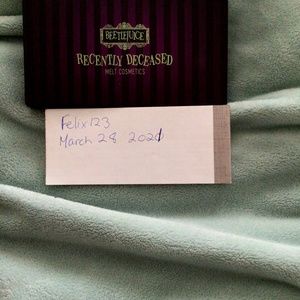 BEETLEJUICE
RECENTLY DECEASED
MELT COSMETICS
Felix123
March 28 2021